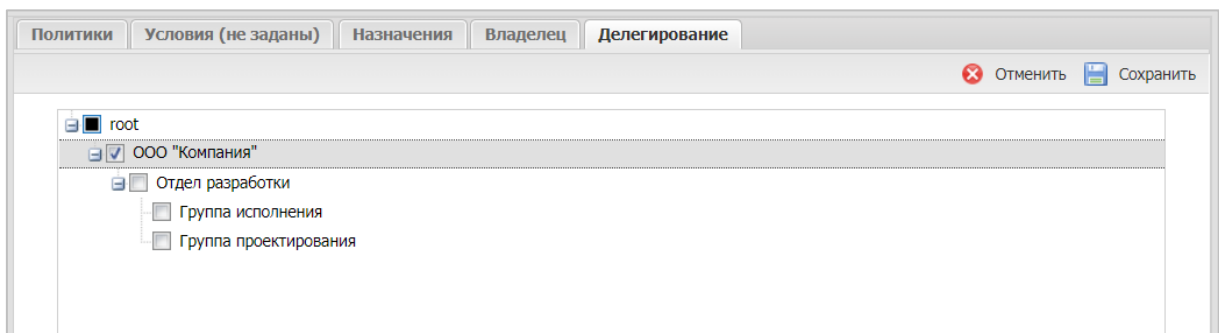 Политики Условия (не заданы) Назначения Владелец Делегирование
Отменить Сохранить
root
ООО "Компания"
Отдел разработки
Группа исполнения
Группа проектирования